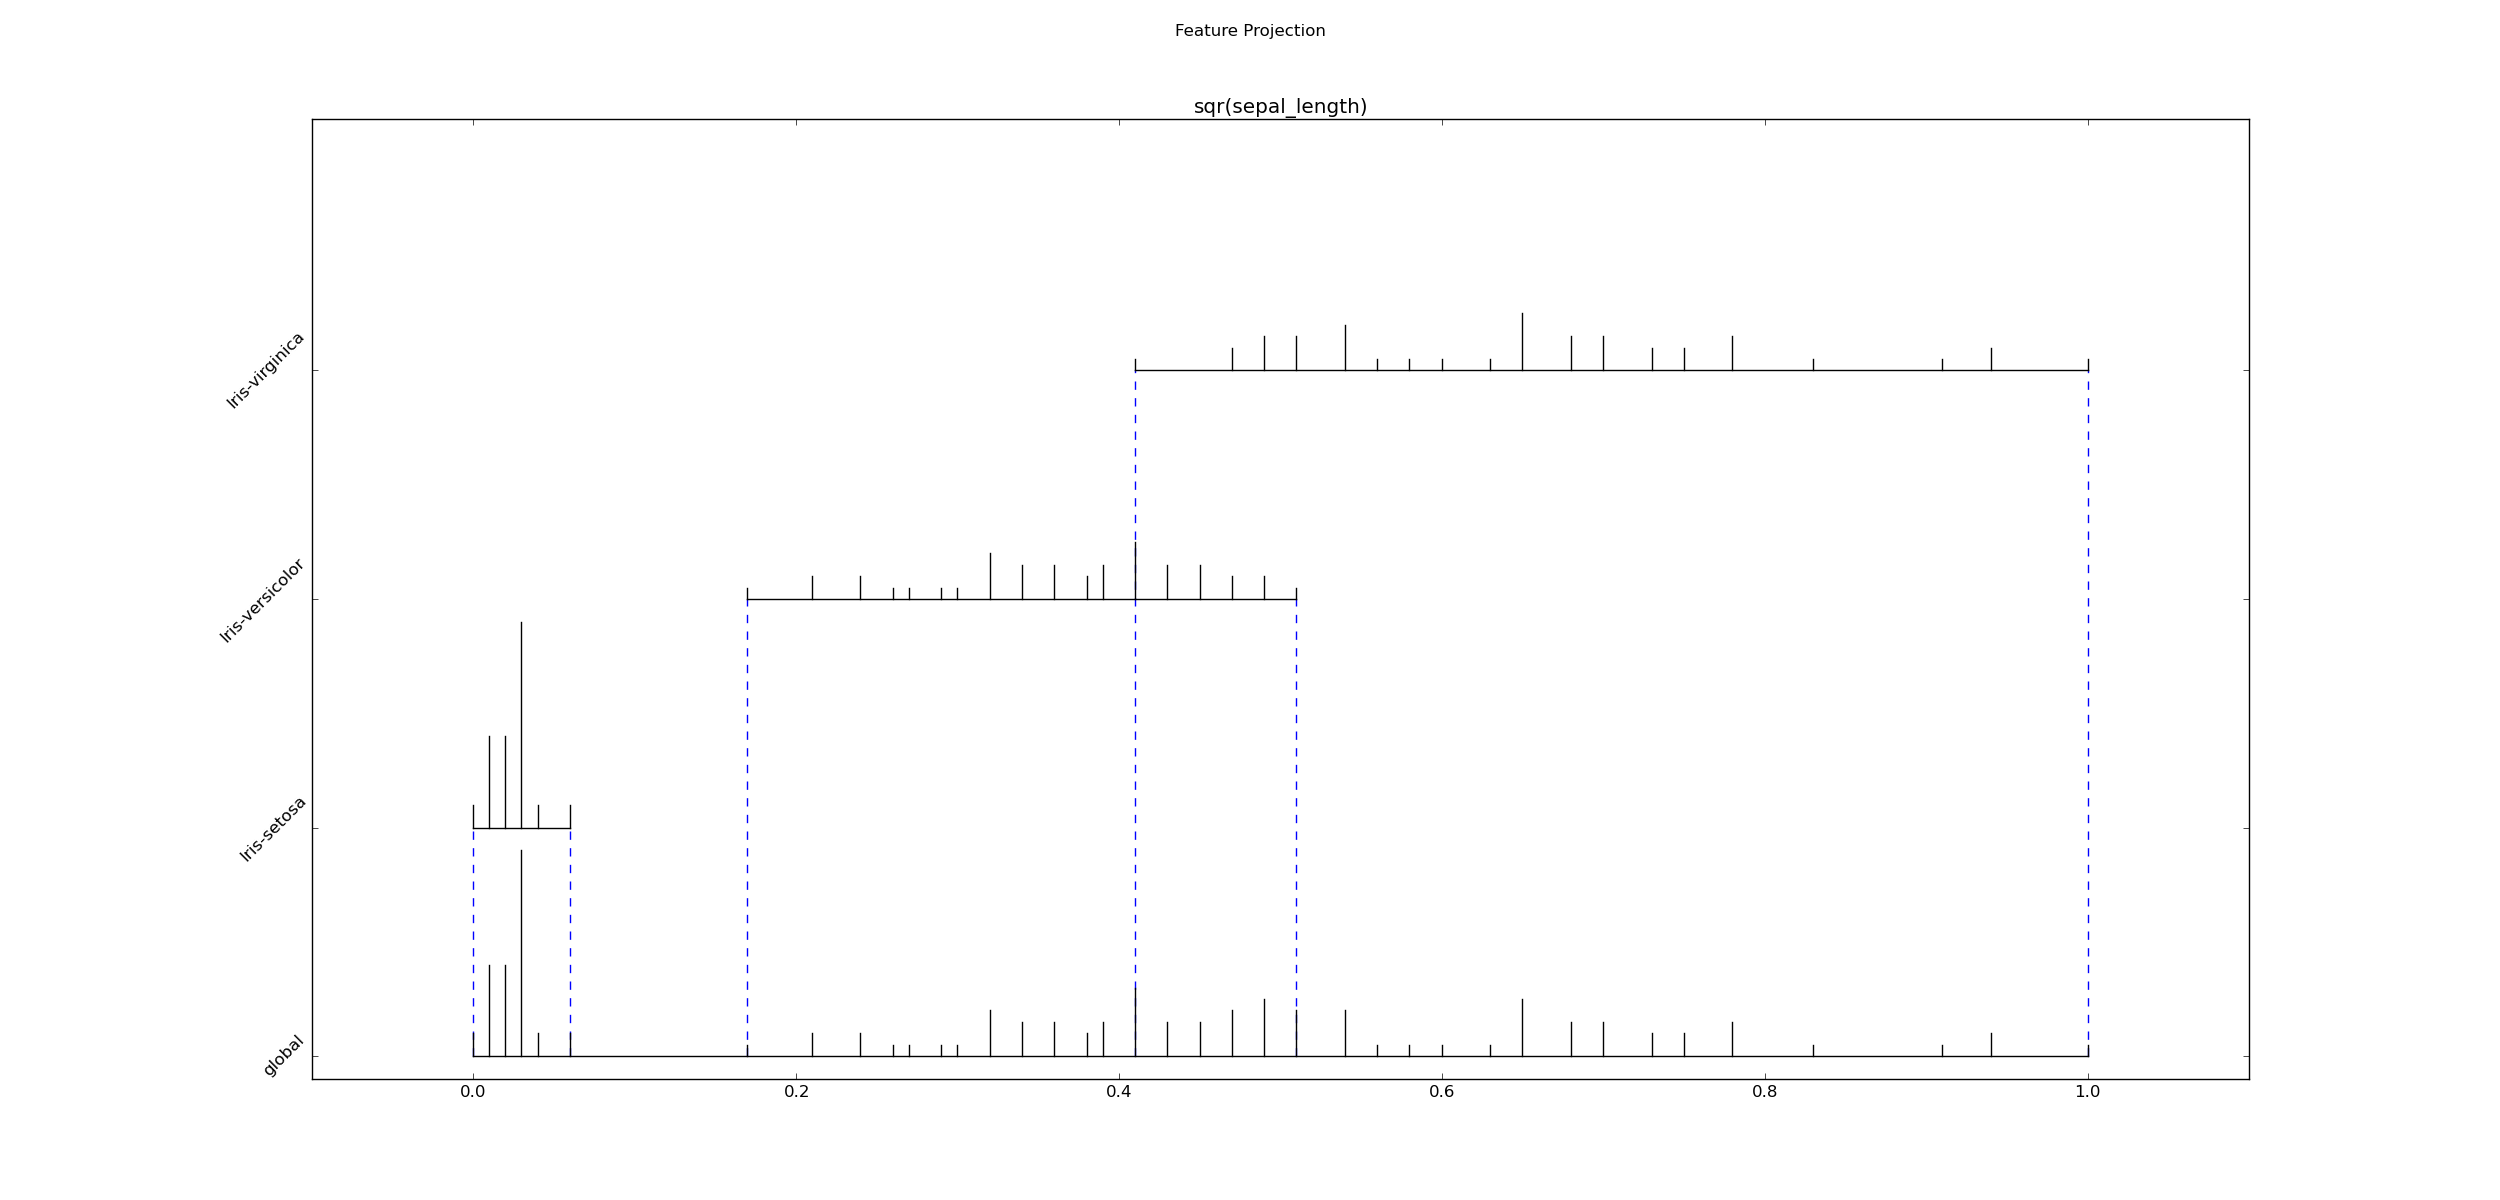 Feature Projection
sqr(sepal_length)
Iris-virginica
Iris-versicolor
Iris-setosa
global
0.0 0.2 0.4 0.6 0.8 1.0